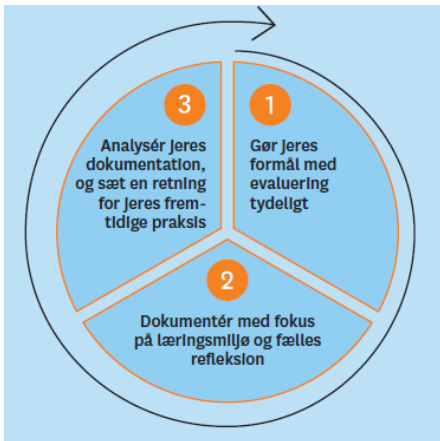 1
Gør jeres
formål med
evaluering
tydeligt
2
Dokumentér med fokus
på læringsmiljø og fælles
refleksion
3
Analysér jeres
dokumentation,
og sæt en retning
for jeres frem-
tidige praksis